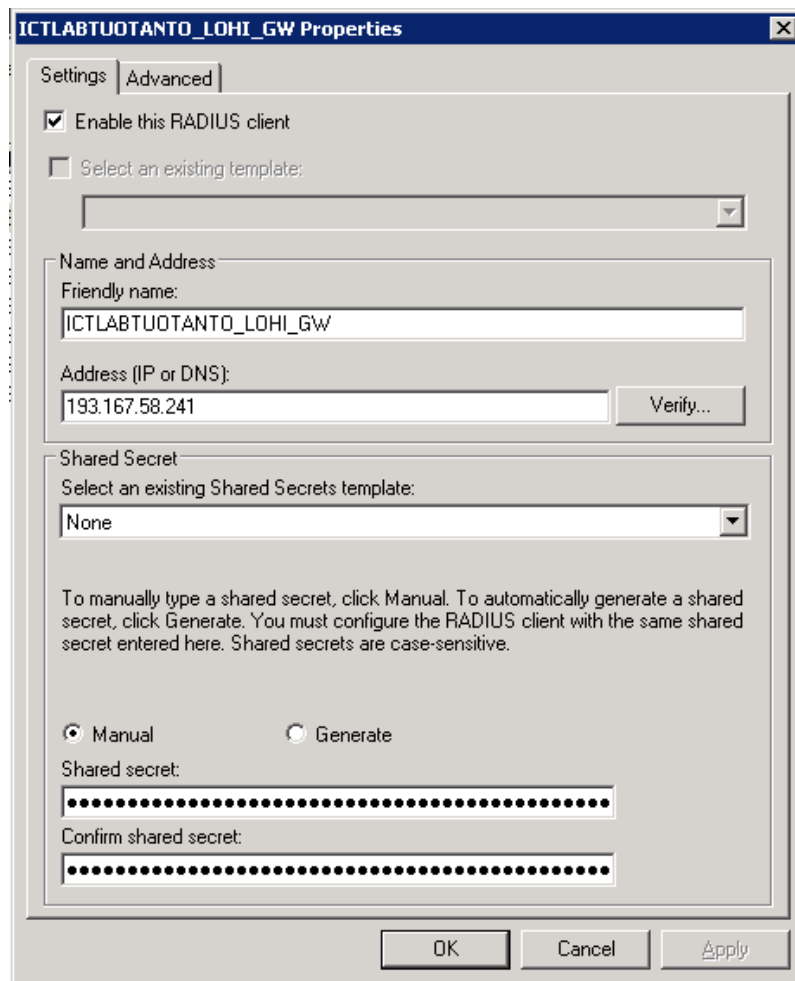 ICTLABTUOTANTO_LOHI_GW Properties
Settings
Advanced
Enable this RADIUS client
Select an existing template:
Name and Address
Friendly name:
ICTLABTUOTANTO_LOHI_GW
Address (IP or DNS):
193.167.58.241
Verify...
Shared Secret
Select an existing Shared Secrets template:
None
To manually type a shared secret, click Manual. To automatically generate a shared
secret, click Generate. You must configure the RADIUS client with the same shared
secret entered here. Shared secrets are case-sensitive.
Manual
Generate
Shared secret:
●●●●●●●●●●●●●●●●●●●●●●●●●●●●●●●●●●●●●●●●●●●●●
Confirm shared secret:
●●●●●●●●●●●●●●●●●●●●●●●●●●●●●●●●●●●●●●●●●●●●●
OK
Cancel
Apply